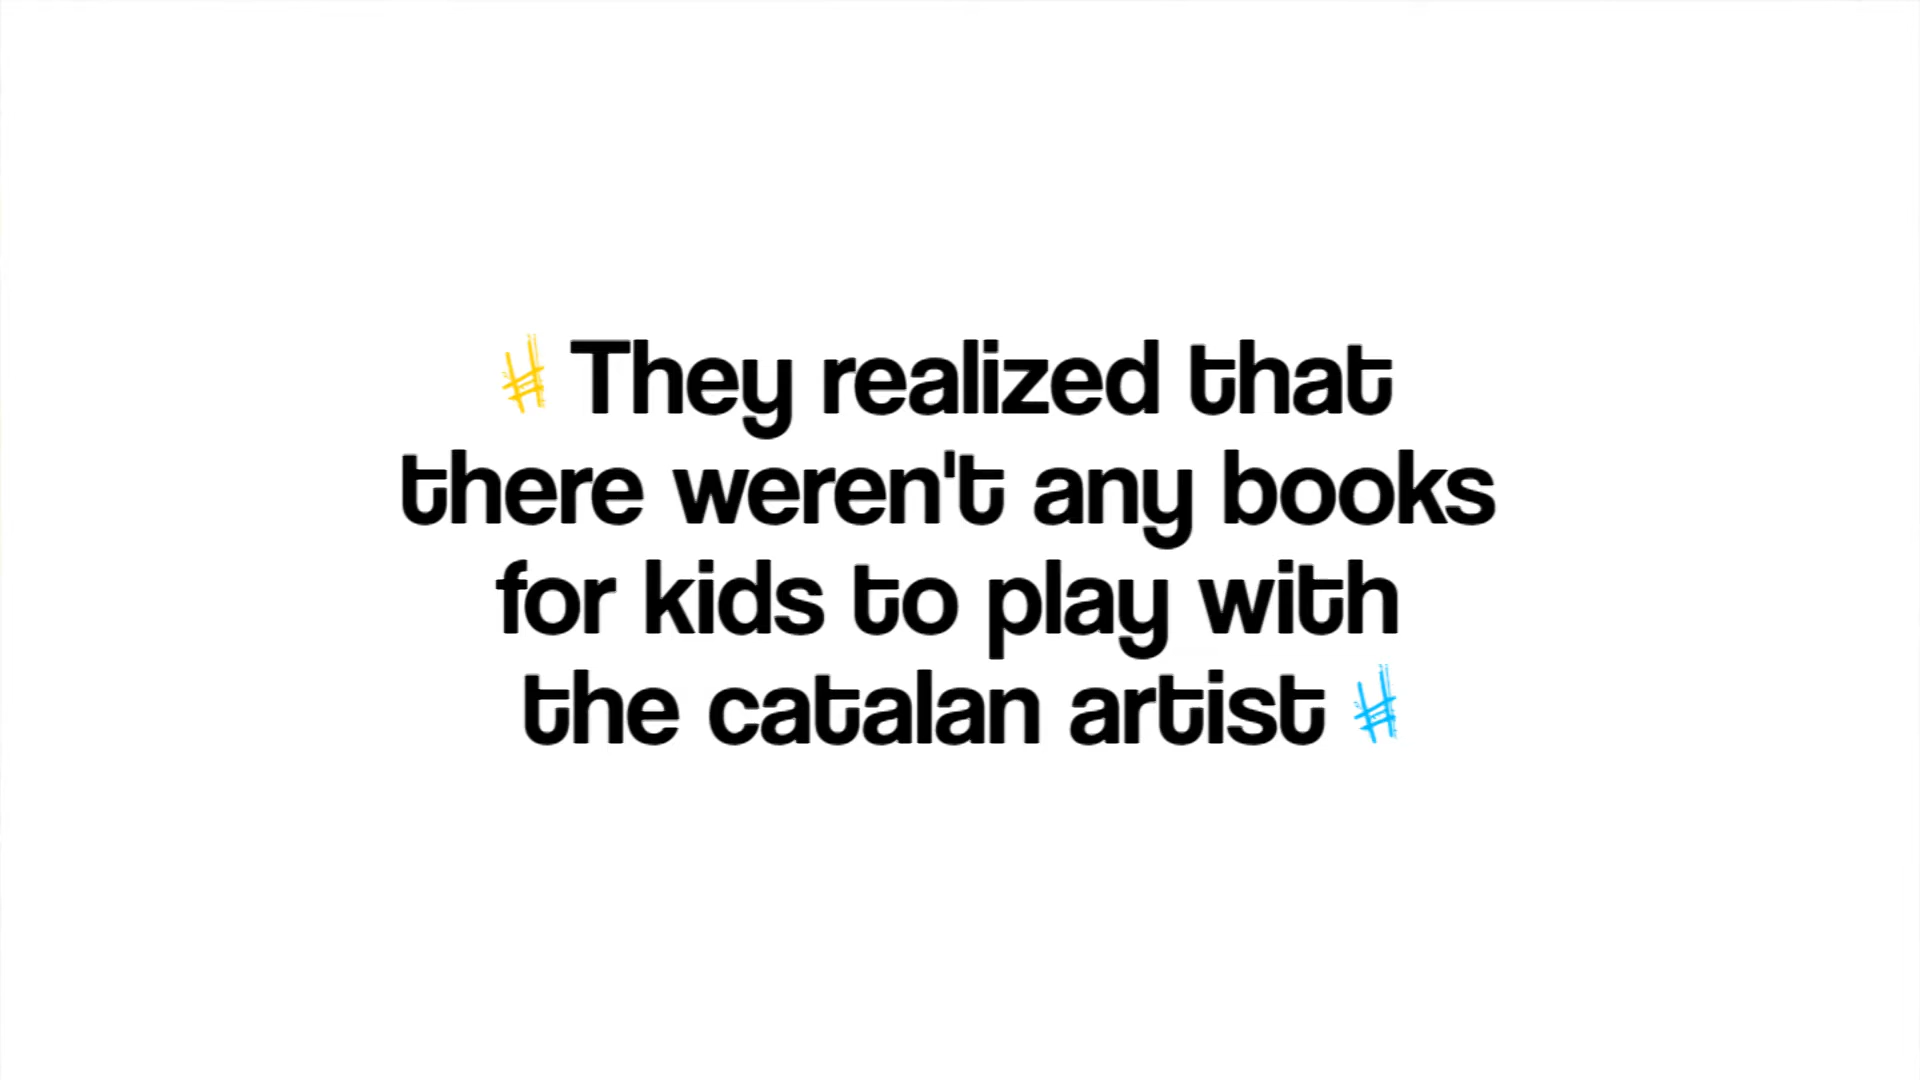 # They realized that
there weren't any books
for kids to play with
the catalan artist #